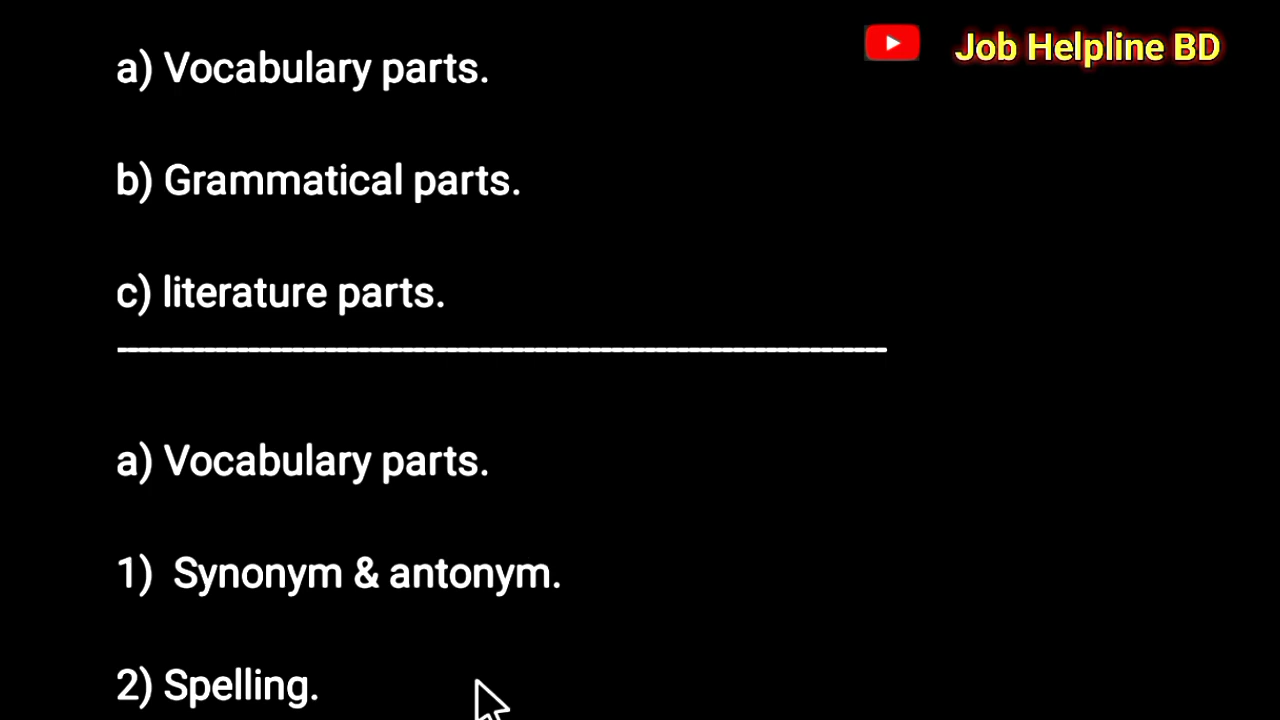 a) Vocabulary parts.
Job Helpline BD
b) Grammatical parts.
c) literature parts.
a) Vocabulary parts.
1) Synonym & antonym.
2) Spelling.